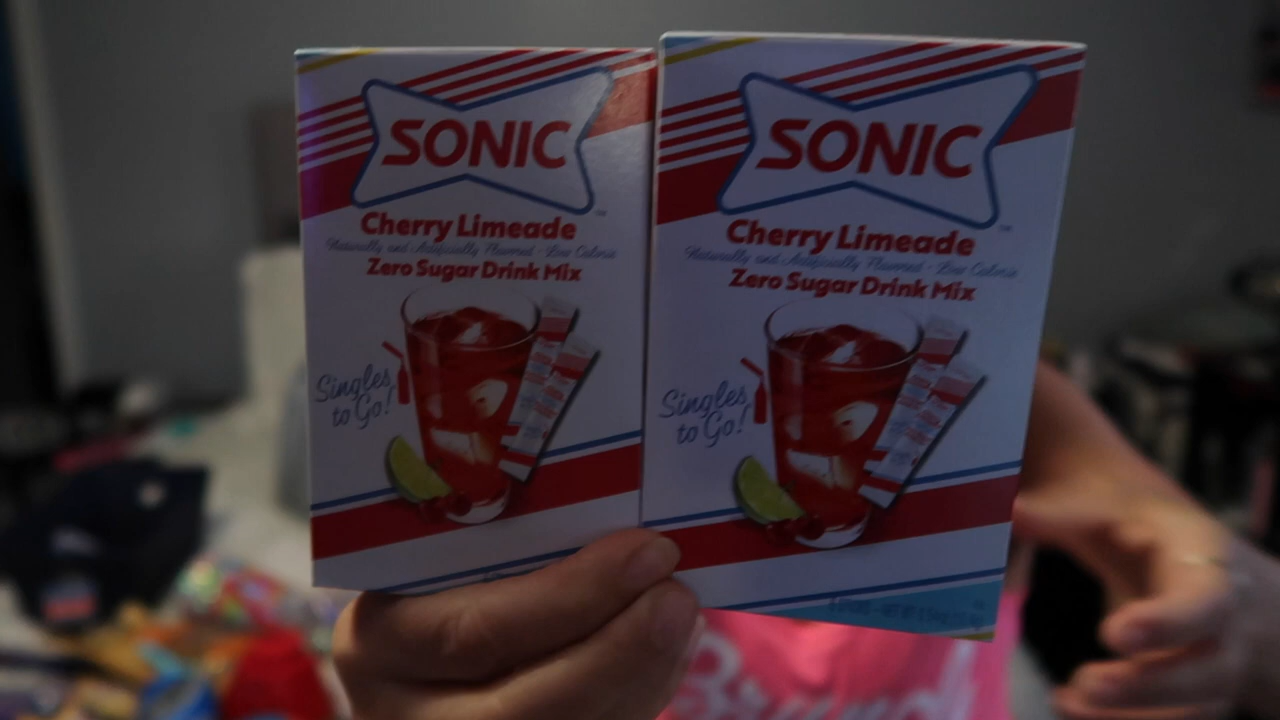 SONIC
Cherry Limeade
Naturally and Artificially Flavored - Low Calorie
Zero Sugar Drink Mix
Singles
to Go!
SONIC
Cherry Limeade
Naturally and Artificially Flavored - Low Calorie
Zero Sugar Drink Mix
Singles
to Go!